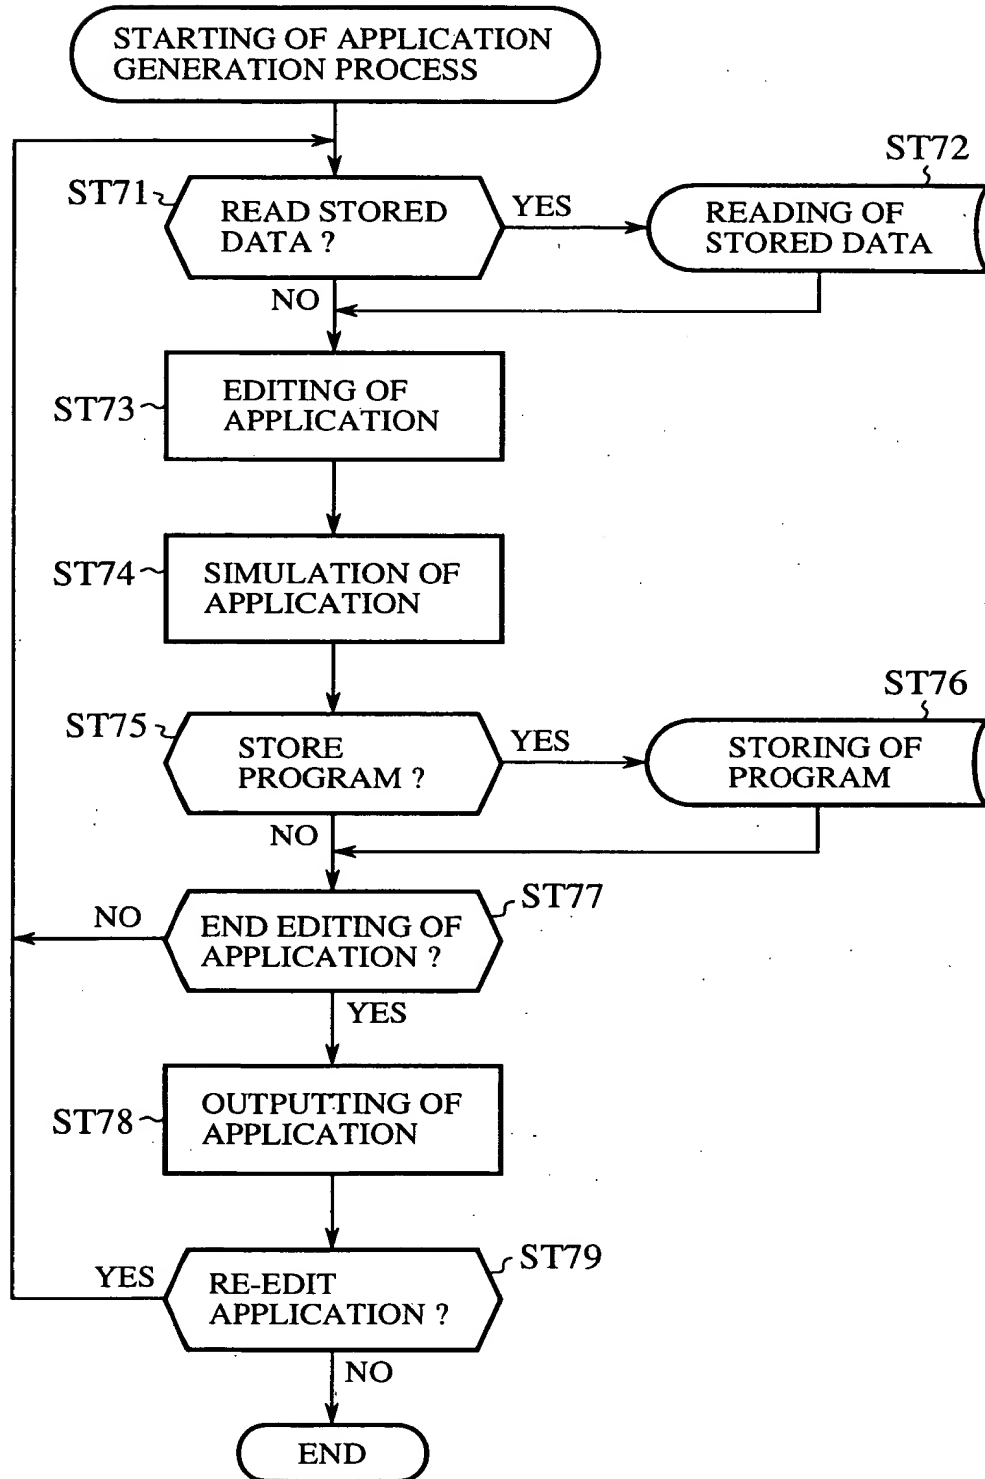 STARTING OF APPLICATION
GENERATION PROCESS
ST71
READ STORED
DATA ?
YES
ST72
READING OF
STORED DATA
NO
ST73
EDITING OF
APPLICATION
ST74
SIMULATION OF
APPLICATION
ST75
STORE
PROGRAM ?
YES
ST76
STORING OF
PROGRAM
NO
ST77
END EDITING OF
APPLICATION ?
NO
YES
ST78
OUTPUTTING OF
APPLICATION
ST79
RE-EDIT
APPLICATION ?
YES
NO
END